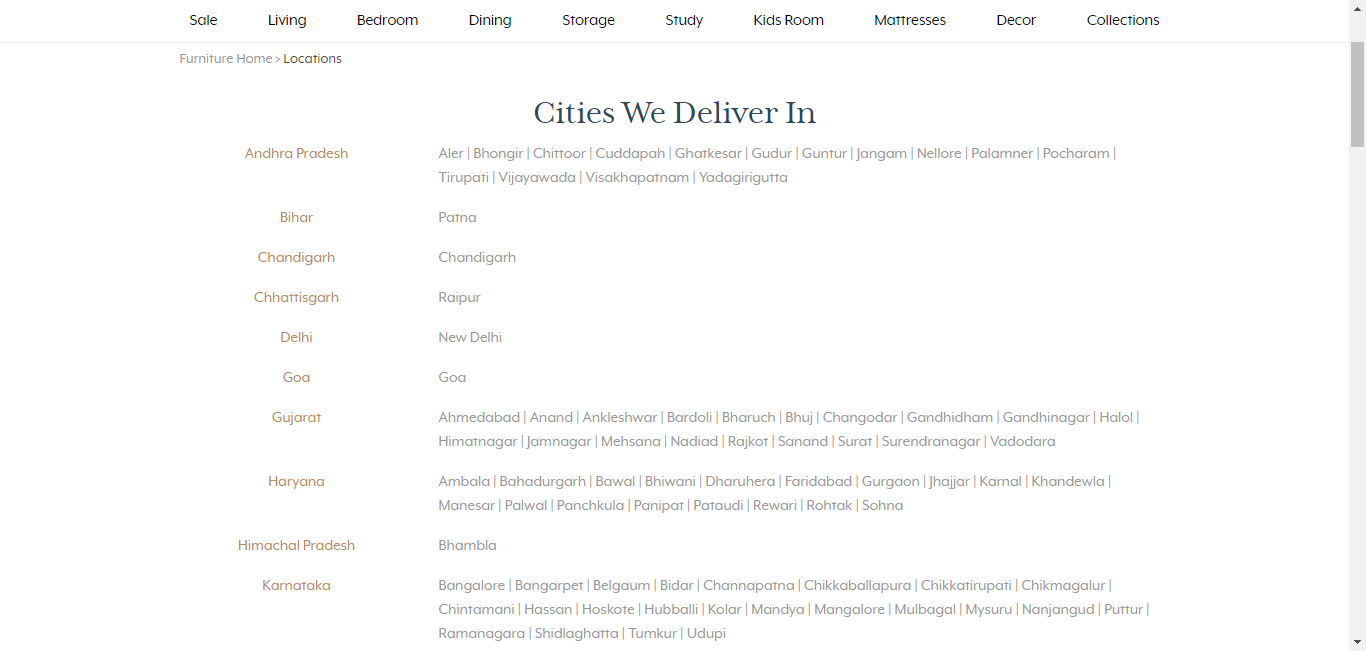 Sale Living Bedroom Dining Storage Study Kids Room Mattresses Decor Collections
Furniture Home > Locations
Cities We Deliver In
Andhra Pradesh Aler | Bhongir | Chittoor | Cuddapah | Ghatkesar | Gudur | Guntur | Jangam | Nellore | Palamner | Pocharam |
Tirupati | Vijayawada | Visakhapatnam | Yadagirigutta
Bihar Patna
Chandigarh Chandigarh
Chhattisgarh Raipur
Delhi New Delhi
Goa Goa
Gujarat Ahmedabad | Anand | Ankleshwar | Bardoli | Bharuch | Bhuj | Changodar | Gandhidham | Gandhinagar | Halol |
Himatnagar | Jamnagar | Mehsana | Nadiad | Rajkot | Sanand | Surat | Surendranagar | Vadodara
Haryana Ambala | Bahadurgarh | Bawal | Bhiwani | Dharuhera | Faridabad | Gurgaon | Jhajjar | Karnal | Khandewla |
Manesar | Palwal | Panchkula | Panipat | Pataudi | Rewari | Rohtak | Sohna
Himachal Pradesh Bhambla
Karnataka Bangalore | Bangarpet | Belgaum | Bidar | Channapatna | Chikkaballapura | Chikkatirupati | Chikmagalur |
Chintamani | Hassan | Hoskote | Hubballi | Kolar | Mandya | Mangalore | Mulbagal | Mysuru | Nanjangud | Puttur |
Ramanagara | Shidlaghatta | Tumkur | Udupi